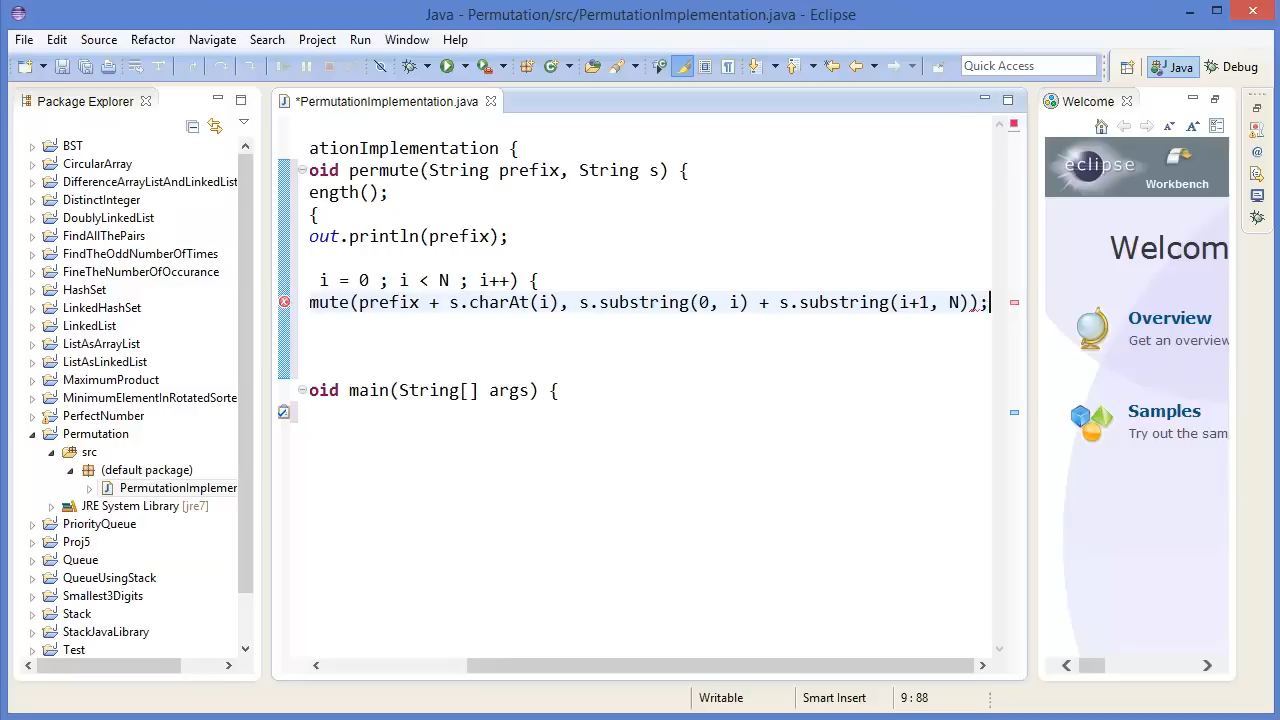 Java - Permutation/src/PermutationImplementation.java - Eclipse
File Edit Source Refactor Navigate Search Project Run Window Help
Quick Access
Java
Debug
Package Explorer
*PermutationImplementation.java
Welcome
BST
CircularArray
DifferenceArrayListAndLinkedList
DistinctInteger
DoublyLinkedList
FindAllThePairs
FindTheOddNumberOfTimes
FineTheNumberOfOccurance
HashSet
LinkedHashSet
LinkedList
ListAsArrayList
ListAsLinkedList
MaximumProduct
MinimumElementInRotatedSorte
PerfectNumber
Permutation
src
(default package)
PermutationImplemer
JRE System Library [jre7]
PriorityQueue
Proj5
Queue
QueueUsingStack
Smallest3Digits
Stack
StackJavaLibrary
Test
ationImplementation {
oid permute(String prefix, String s) {
ength();
{
out.println(prefix);
i = 0 ; i < N ; i++) {
mute(prefix + s.charAt(i), s.substring(0, i) + s.substring(i+1, N));
oid main(String[] args) {
eclipse
Workbench
Welcom
Overview
Get an overview
Samples
Try out the sam
Writable
Smart Insert
9 : 88